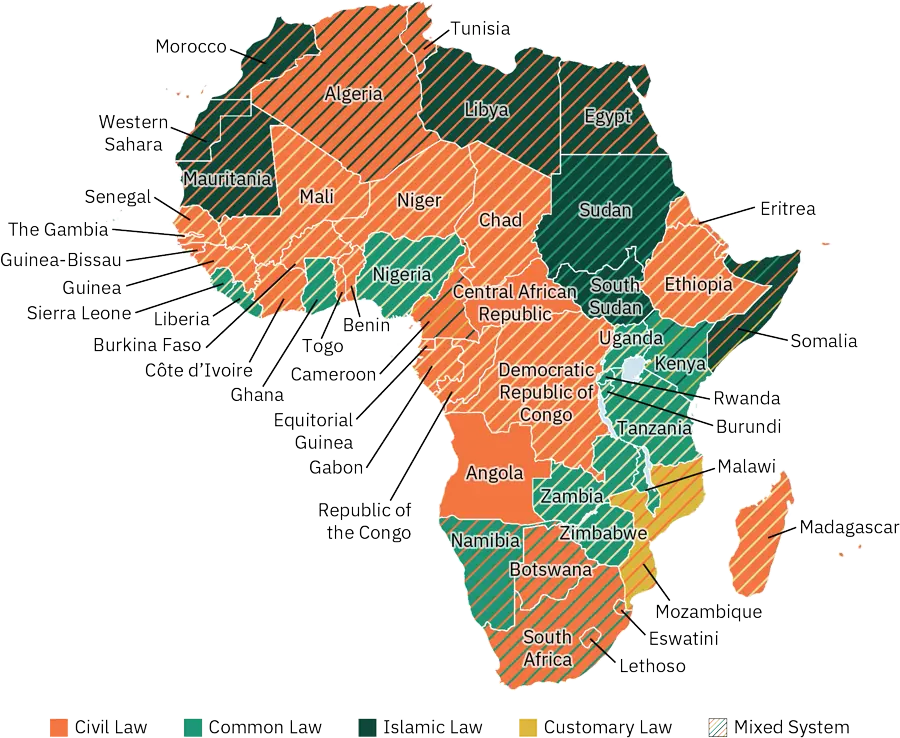 Tunisia
Morocco
Algeria
Libya
Egypt
Western
Sahara
Mauritania
Mali
Niger
Chad
Sudan
Eritrea
Senegal
The Gambia
Guinea-Bissau
Guinea
Sierra Leone
Liberia
Burkina Faso
Côte d’Ivoire
Ghana
Togo
Benin
Nigeria
Cameroon
Central African
Republic
South
Sudan
Ethiopia
Somalia
Uganda
Kenya
Rwanda
Burundi
Tanzania
Democratic
Republic of
Congo
Equitorial
Guinea
Gabon
Republic of
the Congo
Angola
Zambia
Malawi
Zimbabwe
Madagascar
Namibia
Botswana
Mozambique
Eswatini
South
Africa
Lethoso
Civil Law
Common Law
Islamic Law
Customary Law
Mixed System